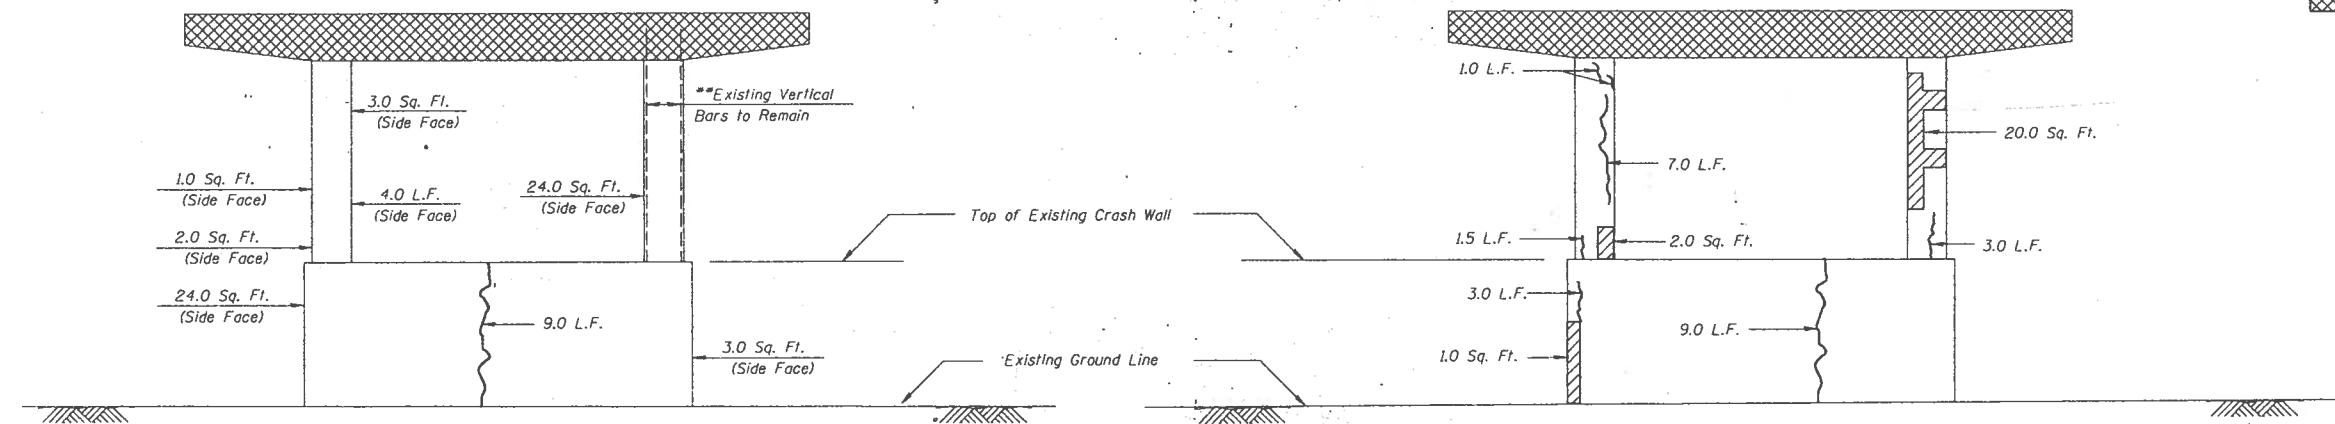 3.0 Sq. Ft.
(Side Face)
**Existing Vertical
Bars to Remain
1.0 Sq. Ft.
(Side Face)
4.0 L.F.
(Side Face)
24.0 Sq. Ft.
(Side Face)
2.0 Sq. Ft.
(Side Face)
24.0 Sq. Ft.
(Side Face)
9.0 L.F.
3.0 Sq. Ft.
(Side Face)
Top of Existing Crash Wall
Existing Ground Line
1.0 L.F.
7.0 L.F.
20.0 Sq. Ft.
1.5 L.F.
2.0 Sq. Ft.
3.0 L.F.
3.0 L.F.
9.0 L.F.
1.0 Sq. Ft.